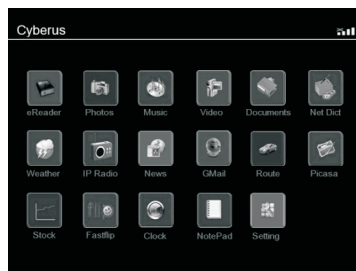 Cyberus
eReader Photos Music Video Documents Net Dict
Weather IP Radio News GMail Route Picasa
Stock Fastflip Clock NotePad Setting